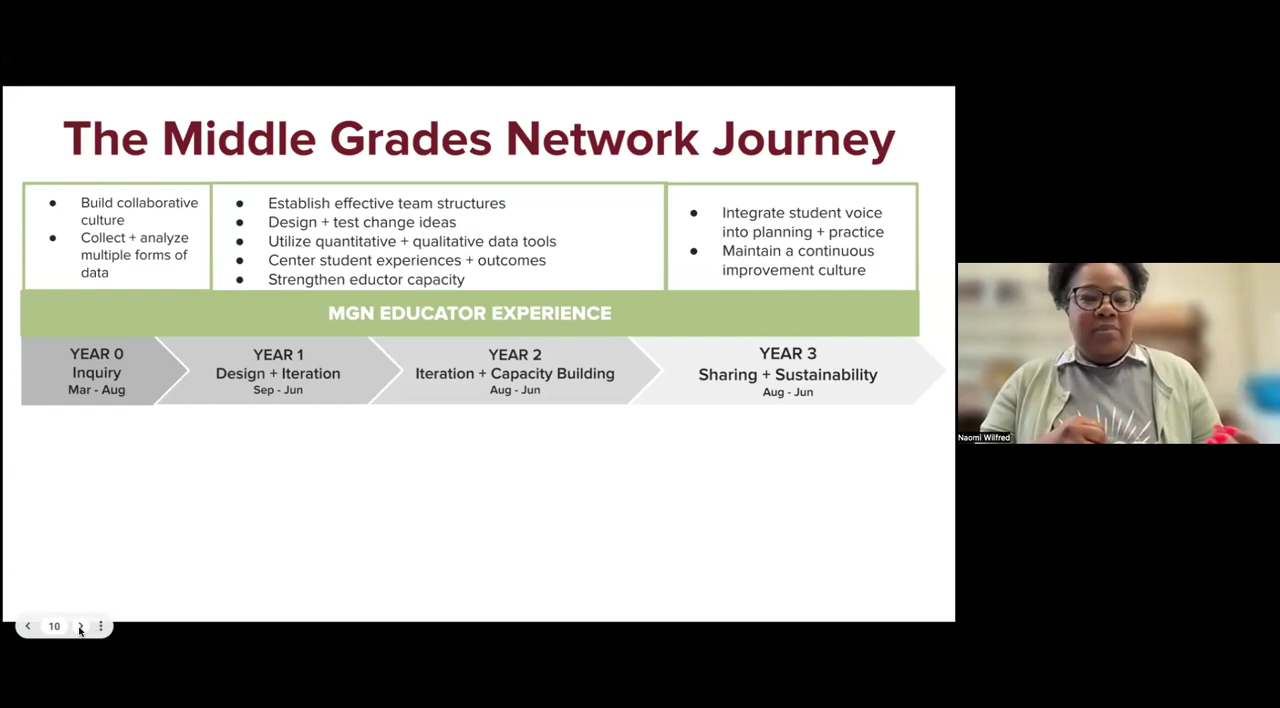 The Middle Grades Network Journey
● Build collaborative
culture
● Collect + analyze
multiple forms of
data
● Establish effective team structures
● Design + test change ideas
● Utilize quantitative + qualitative data tools
● Center student experiences + outcomes
● Strengthen eductor capacity
● Integrate student voice
into planning + practice
● Maintain a continuous
improvement culture
MGN EDUCATOR EXPERIENCE
YEAR 0
Inquiry
Mar - Aug
YEAR 1
Design + Iteration
Sep - Jun
YEAR 2
Iteration + Capacity Building
Aug - Jun
YEAR 3
Sharing + Sustainability
Aug - Jun
Naomi Wilfred
10